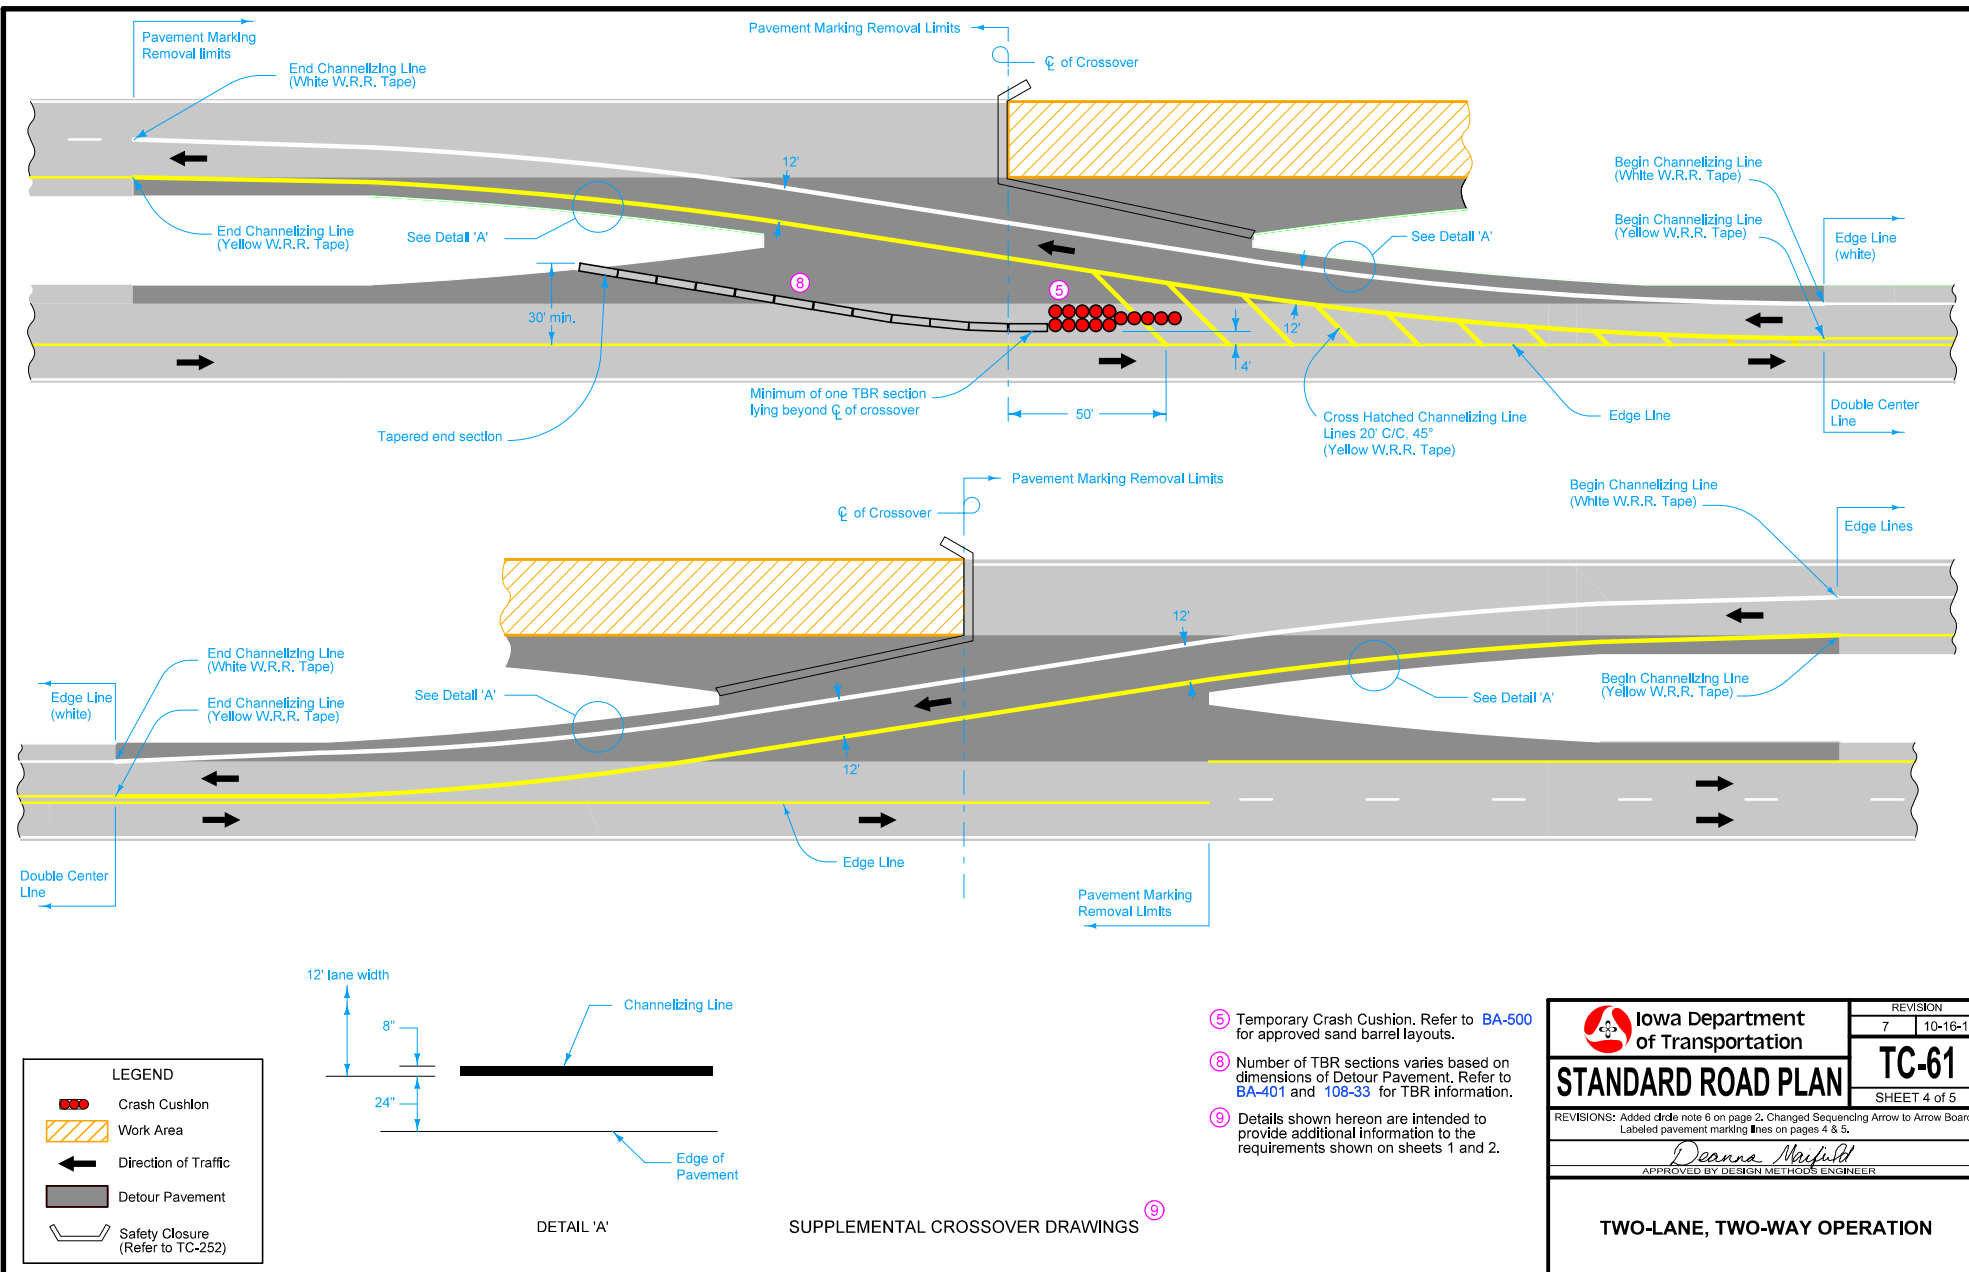 Pavement Marking
Removal limits
End Channelizing Line
(White W.R.R. Tape)
Pavement Marking Removal Limits
℄ of Crossover
12'
Begin Channelizing Line
(White W.R.R. Tape)
Begin Channelizing Line
(Yellow W.R.R. Tape)
Edge Line
(white)
End Channelizing Line
(Yellow W.R.R. Tape)
See Detail 'A'
See Detail 'A'
8
5
30' min.
12'
4'
Minimum of one TBR section
lying beyond ℄ of crossover
50'
Tapered end section
Cross Hatched Channelizing Line
Lines 20' C/C, 45°
(Yellow W.R.R. Tape)
Edge Line
Double Center
Line
Pavement Marking Removal Limits
℄ of Crossover
Begin Channelizing Line
(White W.R.R. Tape)
Edge Lines
12'
End Channelizing Line
(White W.R.R. Tape)
Edge Line
(white)
End Channelizing Line
(Yellow W.R.R. Tape)
See Detail 'A'
See Detail 'A'
Begin Channelizing Line
(Yellow W.R.R. Tape)
12'
Edge Line
Double Center
Line
Pavement Marking
Removal Limits
12' lane width
8"
Channelizing Line
24"
Edge of
Pavement
DETAIL 'A'
LEGEND
Crash Cushion
Work Area
Direction of Traffic
Detour Pavement
Safety Closure
(Refer to TC-252)
SUPPLEMENTAL CROSSOVER DRAWINGS 9
5 Temporary Crash Cushion. Refer to BA-500
for approved sand barrel layouts.
8 Number of TBR sections varies based on
dimensions of Detour Pavement. Refer to
BA-401 and 108-33 for TBR information.
9 Details shown hereon are intended to
provide additional information to the
requirements shown on sheets 1 and 2.
Iowa Department
of Transportation
STANDARD ROAD PLAN
REVISION
7 10-16-1
TC-61
SHEET 4 of 5
REVISIONS: Added circle note 6 on page 2. Changed Sequencing Arrow to Arrow Board
Labeled pavement marking lines on pages 4 & 5.
Deanna Maifield
APPROVED BY DESIGN METHODS ENGINEER
TWO-LANE, TWO-WAY OPERATION